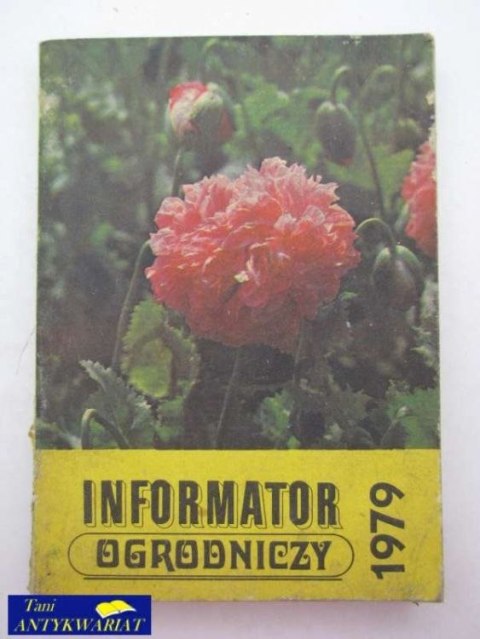 INFORMATOR
OGRODNICZY
1979
Tani
ANTYKWARIAT